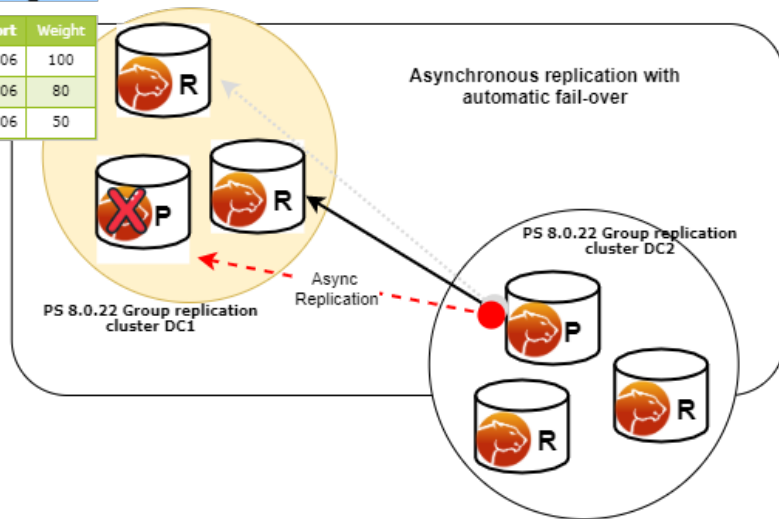 ort Weight
06 100
06 80
06 50
Asynchronous replication with
automatic fail-over
R
R
P
PS 8.0.22 Group replication
cluster DC2
Async
Replication
PS 8.0.22 Group replication
cluster DC1
P
R
R